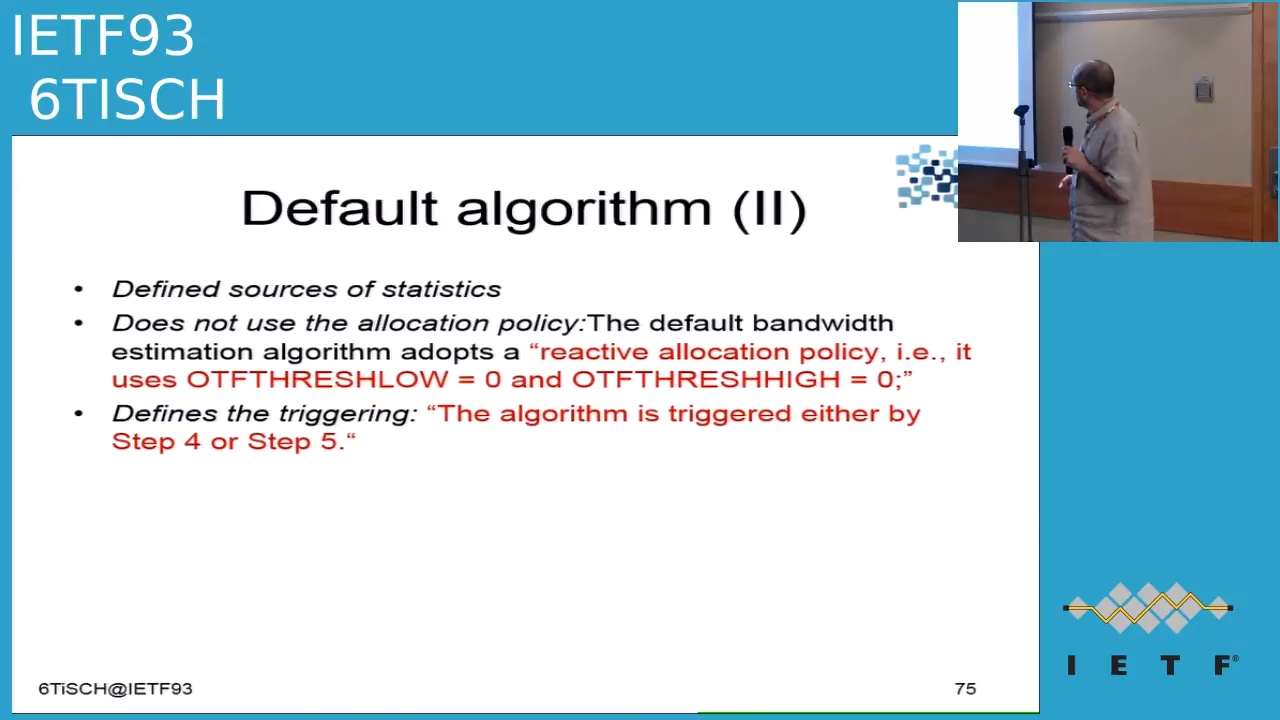 IETF93
6TISCH
Default algorithm (II)
• Defined sources of statistics
• Does not use the allocation policy:The default bandwidth
estimation algorithm adopts a “reactive allocation policy, i.e., it
uses OTFTHRESHLOW = 0 and OTFTHRESHHIGH = 0;”
• Defines the triggering: “The algorithm is triggered either by
Step 4 or Step 5.“
6TiSCH@IETF93
75
I E T F®